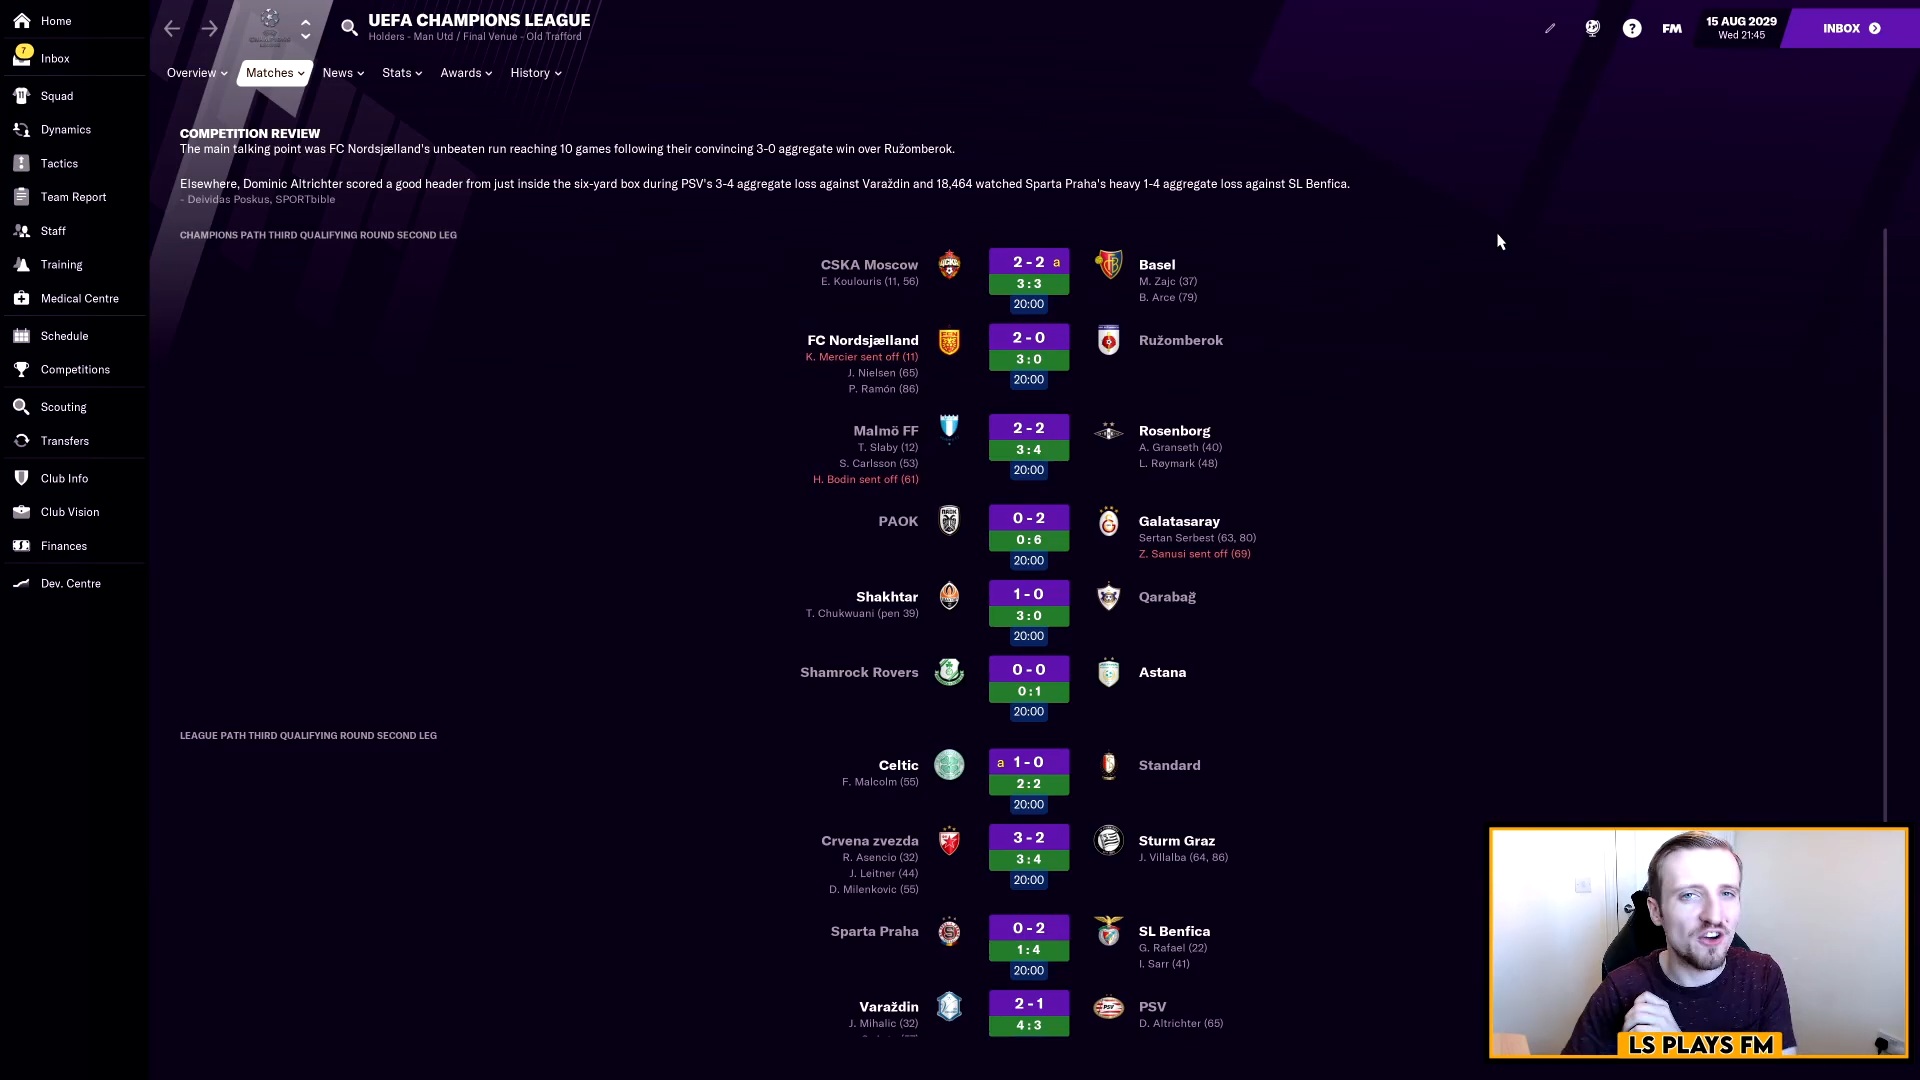 UEFA CHAMPIONS LEAGUE
Holders - Man Utd / Final Venue - Old Trafford
FM
15 AUG 2029
Wed 21:45
INBOX
Home
7
Inbox
Squad
Dynamics
Tactics
Team Report
Staff
Training
Medical Centre
Schedule
Competitions
Scouting
Transfers
Club Info
Club Vision
Finances
Dev. Centre
Overview
Matches
News
Stats
Awards
History
COMPETITION REVIEW
The main talking point was FC Nordsjælland's unbeaten run reaching 10 games following their convincing 3-0 aggregate win over Ružomberok.
Elsewhere, Dominic Altrichter scored a good header from just inside the six-yard box during PSV's 3-4 aggregate loss against Varaždin and 18,464 watched Sparta Praha's heavy 1-4 aggregate loss against SL Benfica.
- Deividas Poskus, SPORTbible
CHAMPIONS PATH THIRD QUALIFYING ROUND SECOND LEG
CSKA Moscow 2 - 2 a Basel
E. Koulouris (11, 56) 3 : 3 M. Zajc (37)
20:00 B. Arce (79)
FC Nordsjælland 2 - 0 Ružomberok
K. Mercier sent off (11) 3 : 0
J. Nielsen (65) 20:00
P. Ramón (86)
Malmö FF 2 - 2 Rosenborg
T. Slaby (12) 3 : 4 A. Granseth (40)
S. Carlsson (53) 20:00 L. Røymark (48)
H. Bodin sent off (61)
PAOK 0 - 2 Galatasaray
0 : 6 Sertan Serbest (63, 80)
20:00 Z. Sanusi sent off (69)
Shakhtar 1 - 0 Qarabağ
T. Chukwuani (pen 39) 3 : 0
20:00
Shamrock Rovers 0 - 0 Astana
0 : 1
20:00
LEAGUE PATH THIRD QUALIFYING ROUND SECOND LEG
Celtic a 1 - 0 Standard
F. Malcolm (55) 2 : 2
20:00
Crvena zvezda 3 - 2 Sturm Graz
R. Asencio (32) 3 : 4 J. Villalba (64, 86)
J. Leitner (44) 20:00
D. Milenkovic (55)
Sparta Praha 0 - 2 SL Benfica
1 : 4 G. Rafael (22)
20:00 I. Sarr (41)
Varaždin 2 - 1 PSV
J. Mihalic (32) 4 : 3 D. Altrichter (65)
LS PLAYS FM